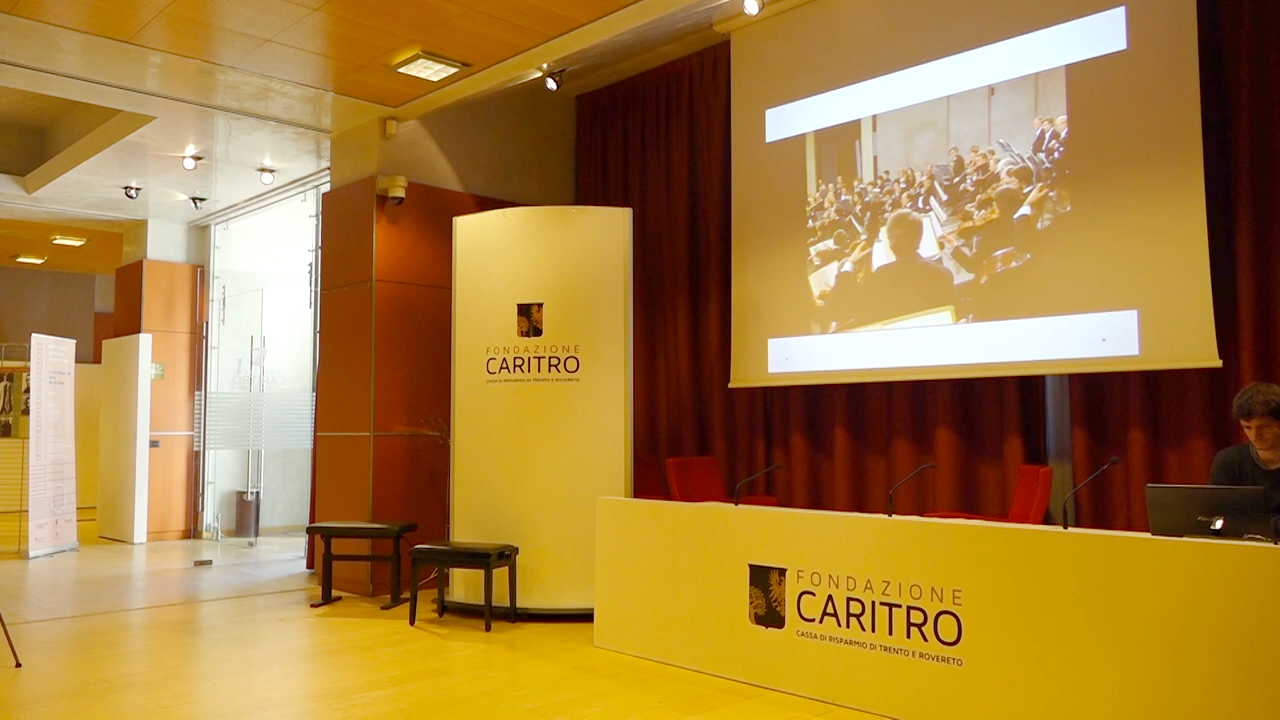 FONDAZIONE
CARITRO
CASSA DI RISPARMIO DI TRENTO E ROVERETO
FONDAZIONE
CARITRO
CASSA DI RISPARMIO DI TRENTO E ROVERETO